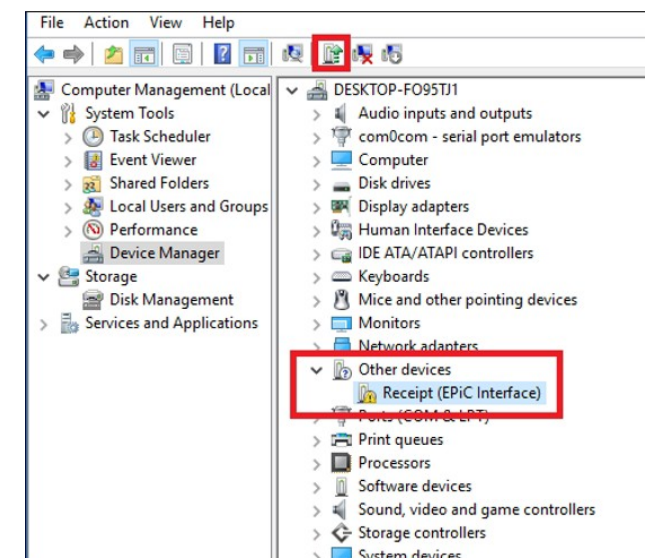 File Action View Help
Computer Management (Local
System Tools
Task Scheduler
Event Viewer
Shared Folders
Local Users and Groups
Performance
Device Manager
Storage
Disk Management
Services and Applications
DESKTOP-FO95TJ1
Audio inputs and outputs
com0com - serial port emulators
Computer
Disk drives
Display adapters
Human Interface Devices
IDE ATA/ATAPI controllers
Keyboards
Mice and other pointing devices
Monitors
Network adapters
Other devices
Receipt (EPiC Interface)
Ports (COM & LPT)
Print queues
Processors
Software devices
Sound, video and game controllers
Storage controllers
System devices